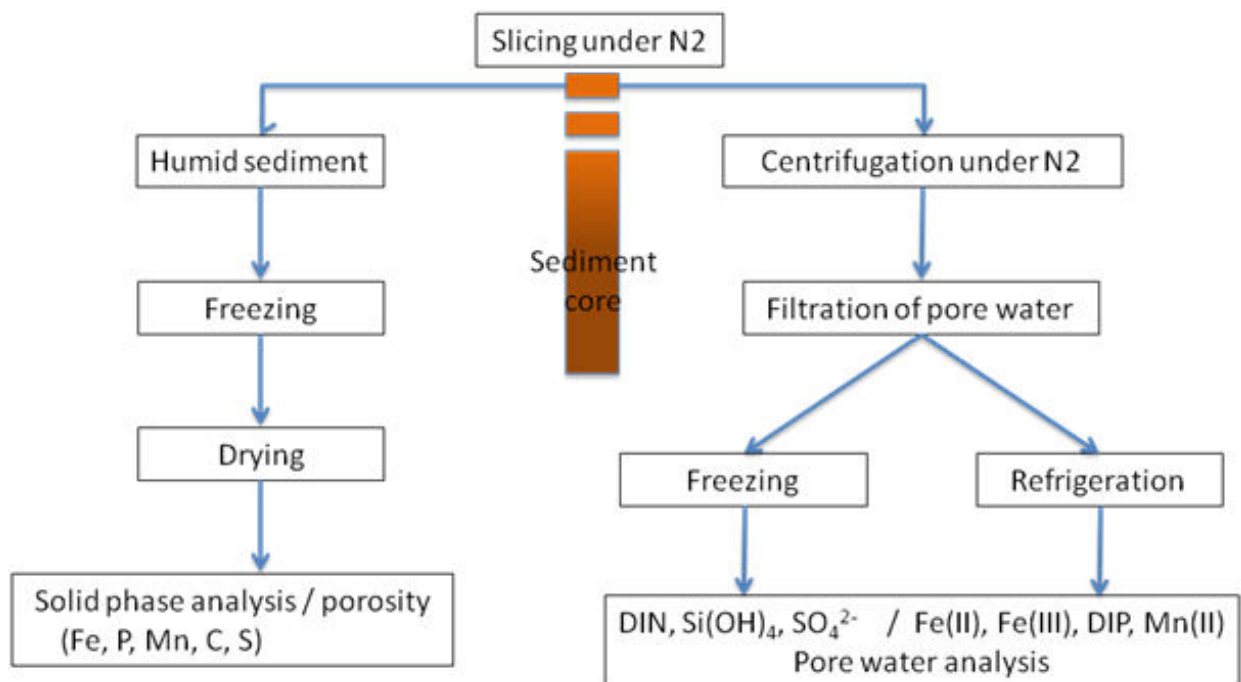 Slicing under N2
Humid sediment
Centrifugation under N2
Sediment
core
Freezing
Filtration of pore water
Drying
Freezing
Refrigeration
Solid phase analysis / porosity
(Fe, P, Mn, C, S)
DIN, Si(OH)₄, SO₄²⁻ / Fe(II), Fe(III), DIP, Mn(II)
Pore water analysis